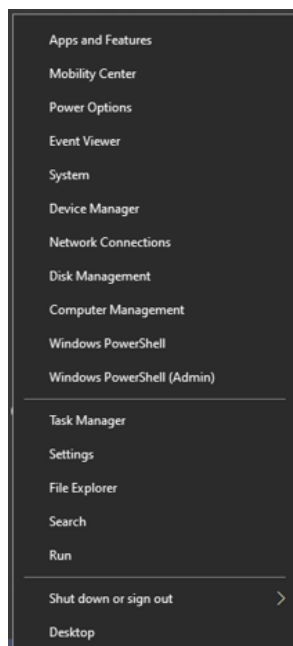 Apps and Features
Mobility Center
Power Options
Event Viewer
System
Device Manager
Network Connections
Disk Management
Computer Management
Windows PowerShell
Windows PowerShell (Admin)
Task Manager
Settings
File Explorer
Search
Run
Shut down or sign out
Desktop